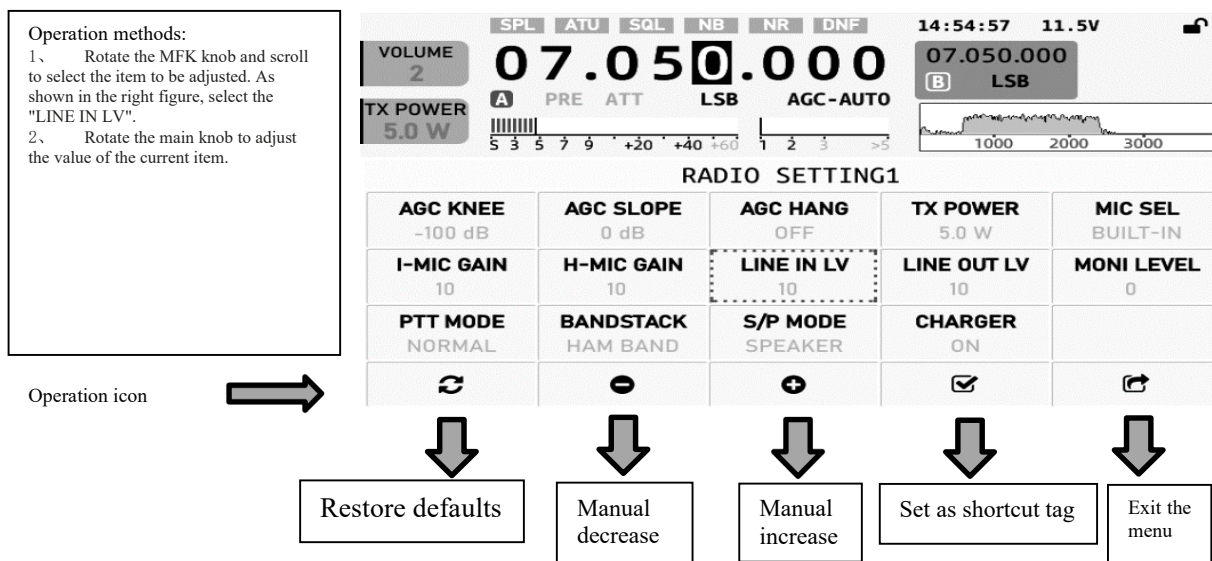 Operation methods:
1、 Rotate the MFK knob and scroll
to select the item to be adjusted. As
shown in the right figure, select the
"LINE IN LV".
2、 Rotate the main knob to adjust
the value of the current item.
SPL ATU SQL NB NR DNF 14:54:57 11.5V
VOLUME
2
07.050.000
07.050.000
B LSB
A PRE ATT LSB AGC-AUTO
TX POWER
5.0 W
S 3 5 7 9 +20 +40 +60 1 2 3 >5
1000 2000 3000
RADIO SETTING1
AGC KNEE AGC SLOPE AGC HANG TX POWER MIC SEL
-100 dB 0 dB OFF 5.0 W BUILT-IN
I-MIC GAIN H-MIC GAIN LINE IN LV LINE OUT LV MONI LEVEL
10 10 10 10 0
PTT MODE BANDSTACK S/P MODE CHARGER
NORMAL HAM BAND SPEAKER ON
Operation icon
Restore defaults
Manual
decrease
Manual
increase
Set as shortcut tag
Exit the
menu